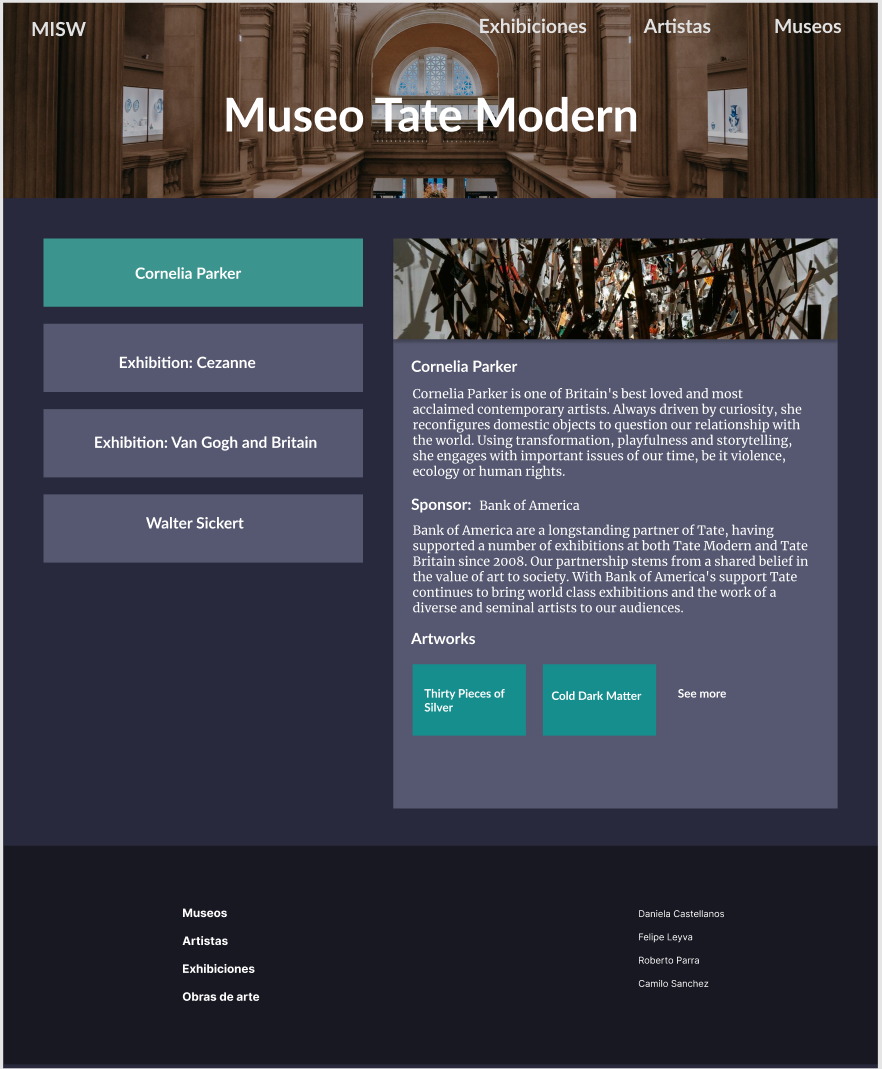 MISW
Exhibiciones
Artistas
Museos
Museo Tate Modern
Cornelia Parker
Exhibition: Cezanne
Exhibition: Van Gogh and Britain
Walter Sickert
Cornelia Parker
Cornelia Parker is one of Britain's best loved and most
acclaimed contemporary artists. Always driven by curiosity, she
reconfigures domestic objects to question our relationship with
the world. Using transformation, playfulness and storytelling,
she engages with important issues of our time, be it violence,
ecology or human rights.
Sponsor: Bank of America
Bank of America are a longstanding partner of Tate, having
supported a number of exhibitions at both Tate Modern and Tate
Britain since 2008. Our partnership stems from a shared belief in
the value of art to society. With Bank of America's support Tate
continues to bring world class exhibitions and the work of a
diverse and seminal artists to our audiences.
Artworks
Thirty Pieces of
Silver
Cold Dark Matter
See more
Museos
Artistas
Exhibiciones
Obras de arte
Daniela Castellanos
Felipe Leyva
Roberto Parra
Camilo Sanchez